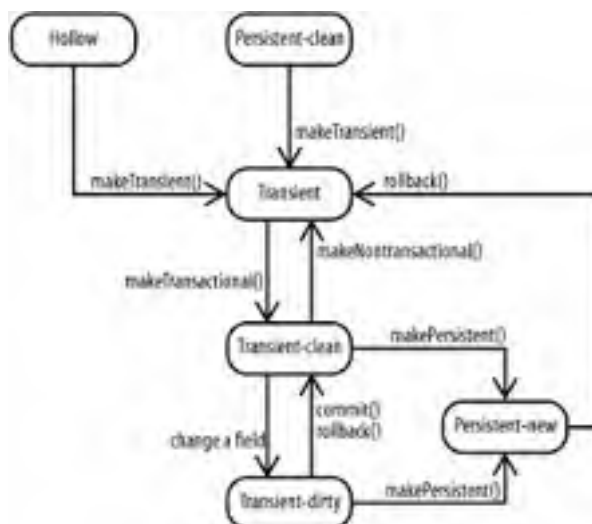 Hollow
Persistent-clean
makeTransient()
makeTransient()
Transient
rollback()
makeNontransactional()
makeTransactional()
Transient-clean
makePersistent()
commit()
rollback()
change a field
Persistent-new
Transient-dirty
makePersistent()